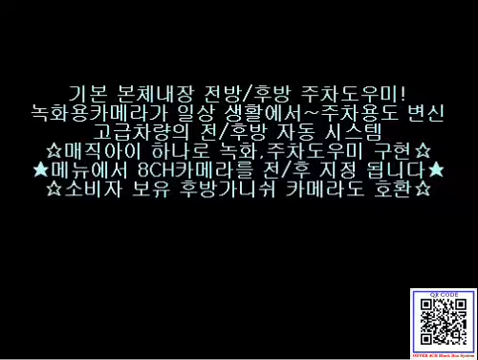 기본 본체내장 전방/후방 주차도우미!
녹화용카메라가 일상 생활에서~주차용도 변신
고급차량의 전/후방 자동 시스템
☆매직아이 하나로 녹화,주차도우미 구현☆
★메뉴에서 8CH카메라를 전/후 지정 됩니다★
☆소비자 보유 후방가니쉬 카메라도 호환☆
QR CODE